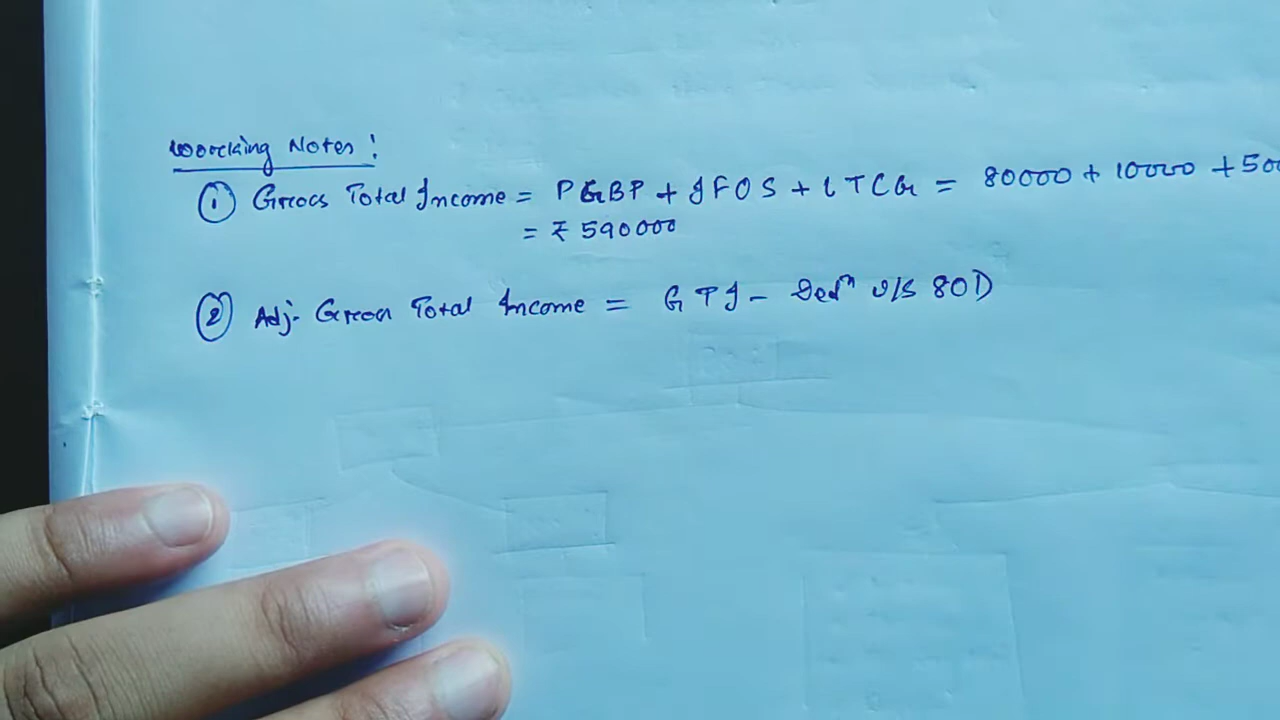 Working Notes:
① Gross Total Income = PGBP + IFOS + LTCG = 80000 + 10000 + 500
= ₹ 590000
② Adj. Gross Total Income = GTI - Dedⁿ u/s 80D